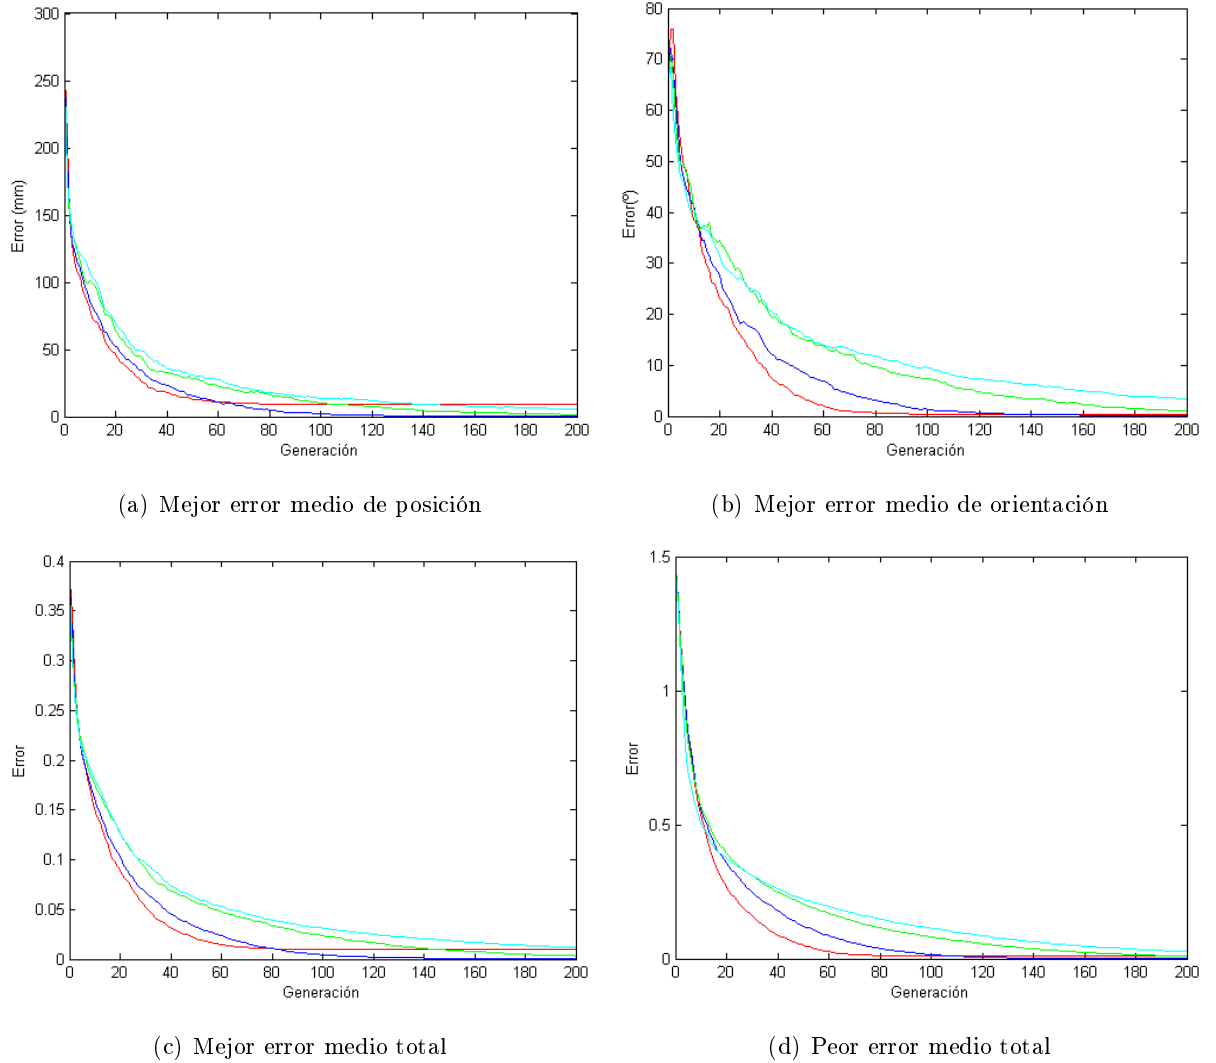 300
250
200
150
100
50
0
Error (mm)
0 20 40 60 80 100 120 140 160 180 200
Generación
(a) Mejor error medio de posición
80
70
60
50
40
30
20
10
0
Error(º)
0 20 40 60 80 100 120 140 160 180 200
Generación
(b) Mejor error medio de orientación
0.4
0.35
0.3
0.25
0.2
0.15
0.1
0.05
0
Error
0 20 40 60 80 100 120 140 160 180 200
Generación
(c) Mejor error medio total
1.5
1
0.5
0
Error
0 20 40 60 80 100 120 140 160 180 200
Generación
(d) Peor error medio total